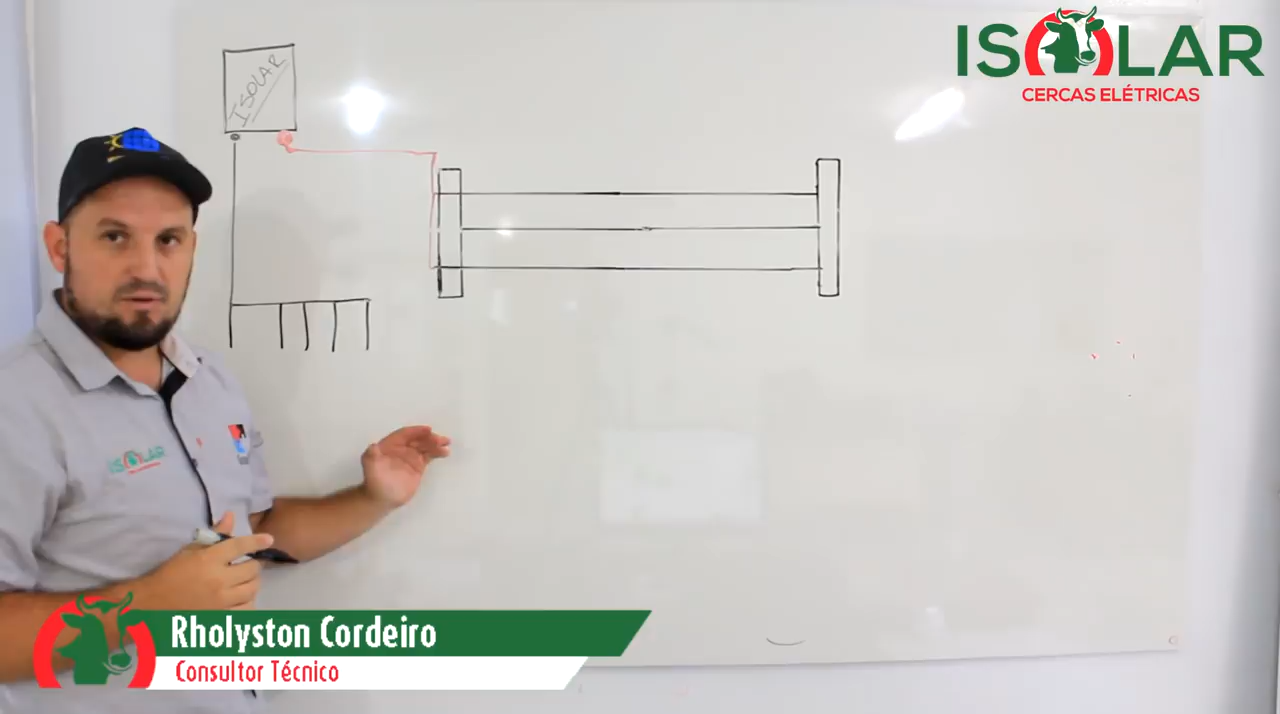 ISOLAR
CERCAS ELÉTRICAS
ISOLAR
ISOLAR
Rholyston Cordeiro
Consultor Técnico